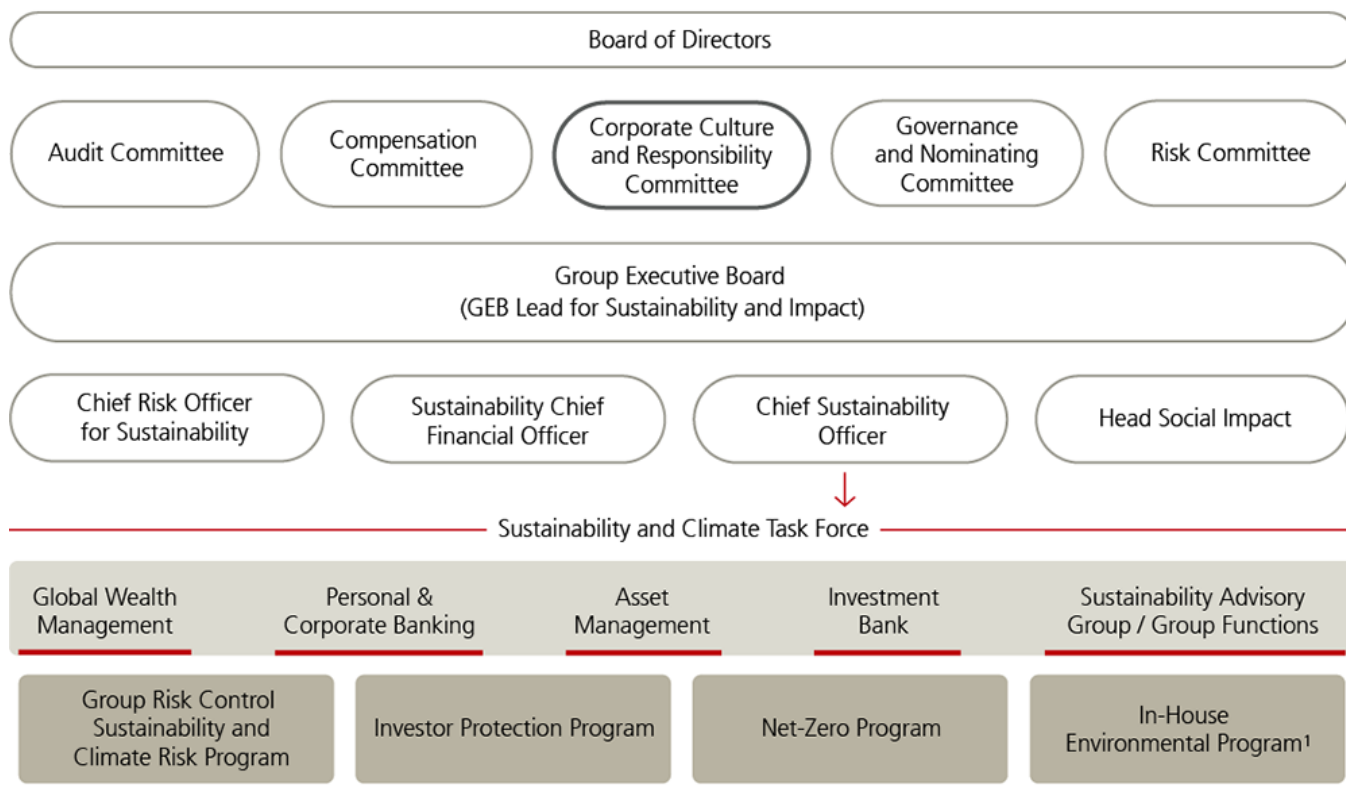 Board of Directors
Audit Committee
Compensation
Committee
Corporate Culture
and Responsibility
Committee
Governance
and Nominating
Committee
Risk Committee
Group Executive Board
(GEB Lead for Sustainability and Impact)
Chief Risk Officer
for Sustainability
Sustainability Chief
Financial Officer
Chief Sustainability
Officer
Head Social Impact
Sustainability and Climate Task Force
Global Wealth
Management
Personal &
Corporate Banking
Asset
Management
Investment
Bank
Sustainability Advisory
Group / Group Functions
Group Risk Control
Sustainability and
Climate Risk Program
Investor Protection Program
Net-Zero Program
In-House
Environmental Program¹